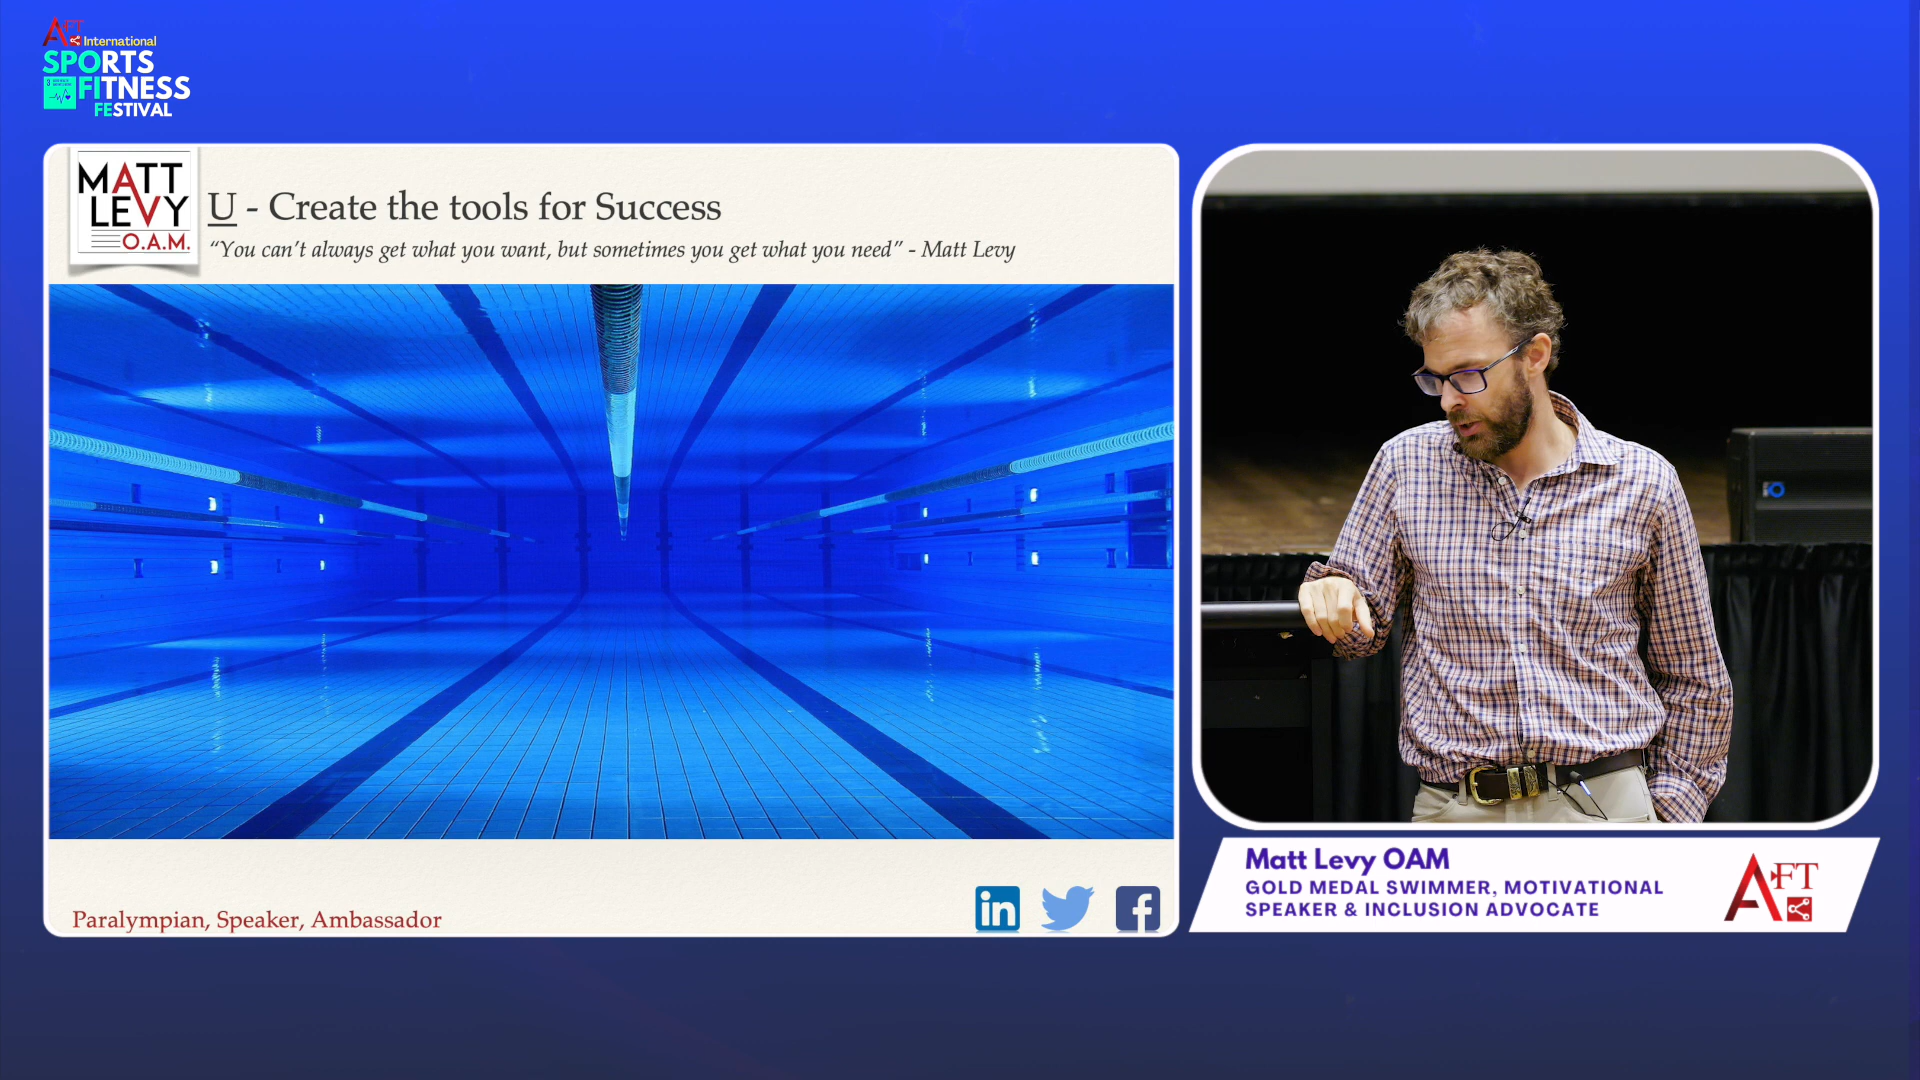 AFT International
SPORTS
FITNESS
FESTIVAL
MATT
LEVY
O.A.M.
U - Create the tools for Success
“You can’t always get what you want, but sometimes you get what you need” - Matt Levy
Paralympian, Speaker, Ambassador
in
f
Matt Levy OAM
GOLD MEDAL SWIMMER, MOTIVATIONAL
SPEAKER & INCLUSION ADVOCATE
AFT